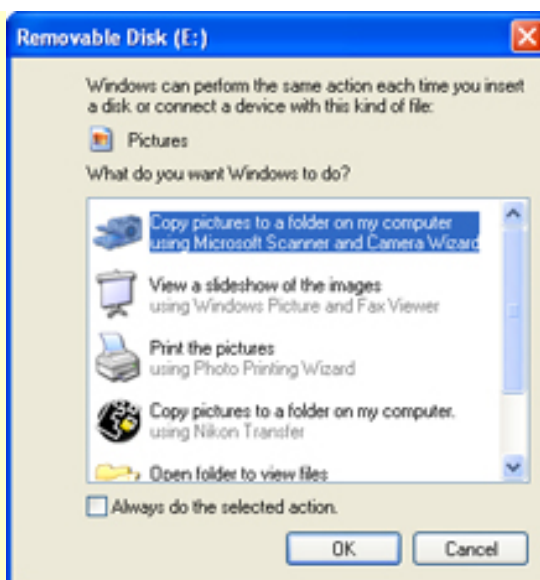 Removable Disk (E:)
Windows can perform the same action each time you insert
a disk or connect a device with this kind of file:
Pictures
What do you want Windows to do?
Copy pictures to a folder on my computer
using Microsoft Scanner and Camera Wizard
View a slideshow of the images
using Windows Picture and Fax Viewer
Print the pictures
using Photo Printing Wizard
Copy pictures to a folder on my computer.
using Nikon Transfer
Open folder to view files
Always do the selected action.
OK
Cancel